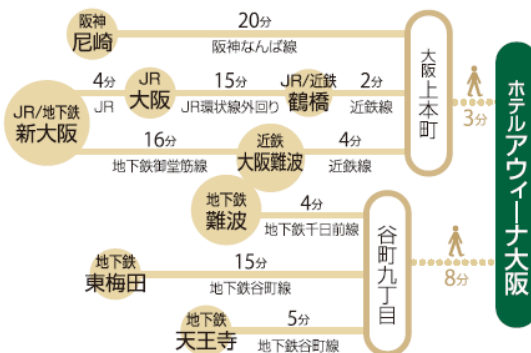 阪神
尼崎
20分
阪神なんば線
JR/地下鉄
新大阪
4分
JR
JR
大阪
15分
JR環状線外回り
JR/近鉄
鶴橋
2分
近鉄線
16分
地下鉄御堂筋線
近鉄
大阪難波
4分
近鉄線
大阪上本町
3分
地下鉄
難波
4分
地下鉄千日前線
地下鉄
東梅田
15分
地下鉄谷町線
地下鉄
天王寺
5分
地下鉄谷町線
谷町九丁目
8分
ホテルアウィーナ大阪